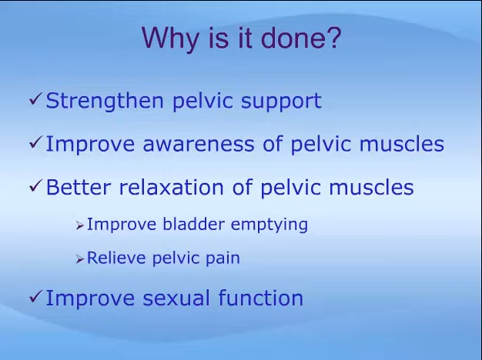 Why is it done?
✓Strengthen pelvic support
✓Improve awareness of pelvic muscles
✓Better relaxation of pelvic muscles
➢Improve bladder emptying
➢Relieve pelvic pain
✓Improve sexual function